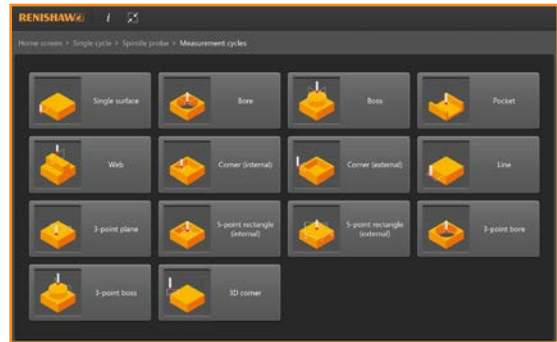 RENISHAW
i
Home screen > Single cycle > Spindle probe > Measurement cycles
Single surface
Bore
Boss
Pocket
Web
Corner (internal)
Corner (external)
Line
3-point plane
5-point rectangle
(internal)
5-point rectangle
(external)
3-point bore
3-point boss
3D corner